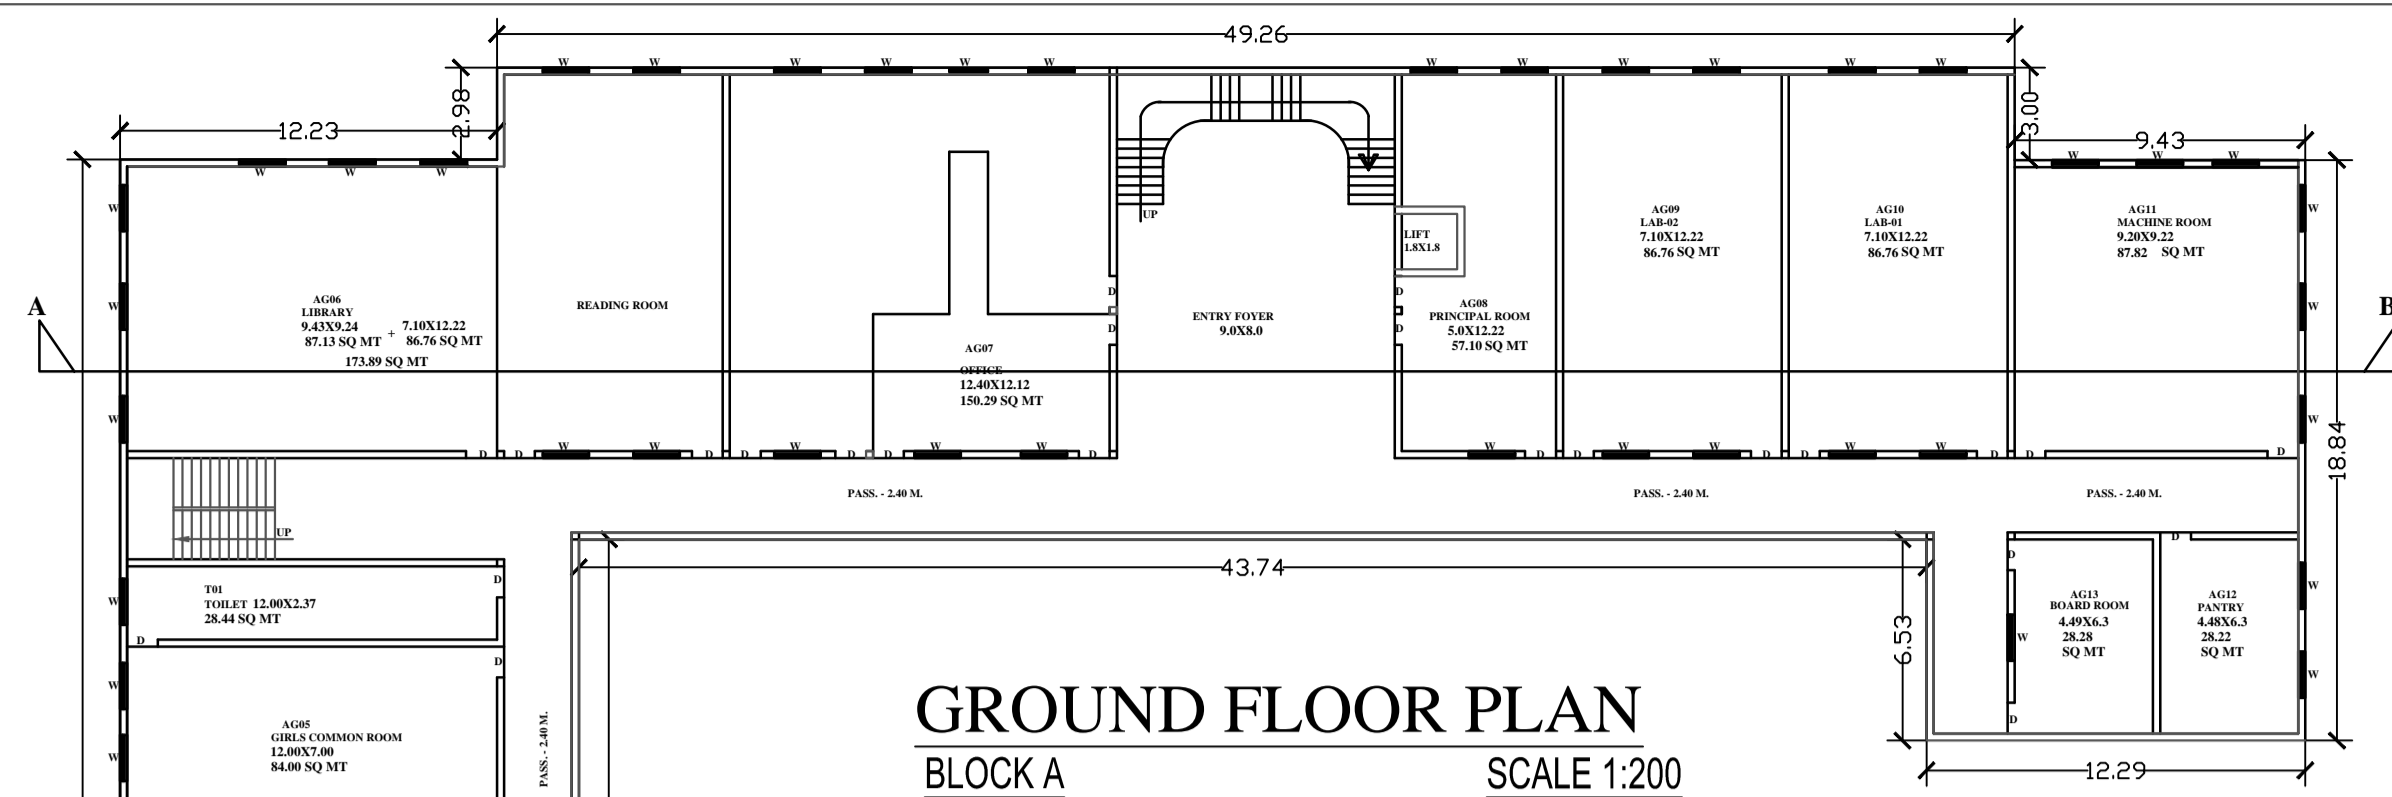 49.26
W W W W W W W W W W W W
2.98
3.00
12.23
9.43
W W W
W W W
W
W
UP
LIFT
1.8X1.8
AG09
LAB-02
7.10X12.22
86.76 SQ MT
AG10
LAB-01
7.10X12.22
86.76 SQ MT
AG11
MACHINE ROOM
9.20X9.22
87.82 SQ MT
A
B
W
AG06
LIBRARY
9.43X9.24 + 7.10X12.22
87.13 SQ MT 86.76 SQ MT
173.89 SQ MT
READING ROOM
D
D
ENTRY FOYER
9.0X8.0
D
D
AG08
PRINCIPAL ROOM
5.0X12.22
57.10 SQ MT
W
AG07
OFFICE
12.40X12.12
150.29 SQ MT
W
W
18.84
D D W W D D W D D W W D W D D W W D D W W D D D
PASS. - 2.40 M.
PASS. - 2.40 M.
PASS. - 2.40 M.
UP
43.74
6.53
D
D
W
T01
TOILET 12.00X2.37
28.44 SQ MT
D
D
W
D
W
AG13
BOARD ROOM
4.49X6.3
28.28
SQ MT
AG12
PANTRY
4.48X6.3
28.22
SQ MT
W
W
D
W
AG05
GIRLS COMMON ROOM
12.00X7.00
84.00 SQ MT
W
PASS. - 2.40 M.
GROUND FLOOR PLAN
BLOCK A
SCALE 1:200
12.29